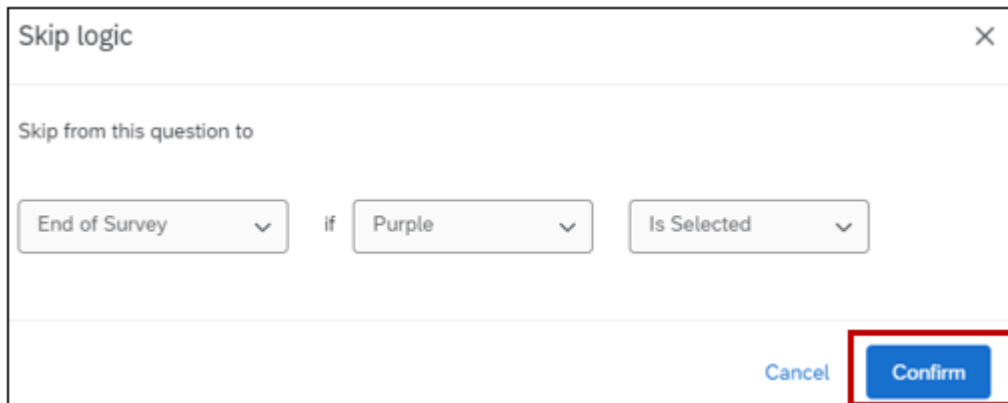 Skip logic
Skip from this question to
End of Survey if Purple Is Selected
Cancel Confirm